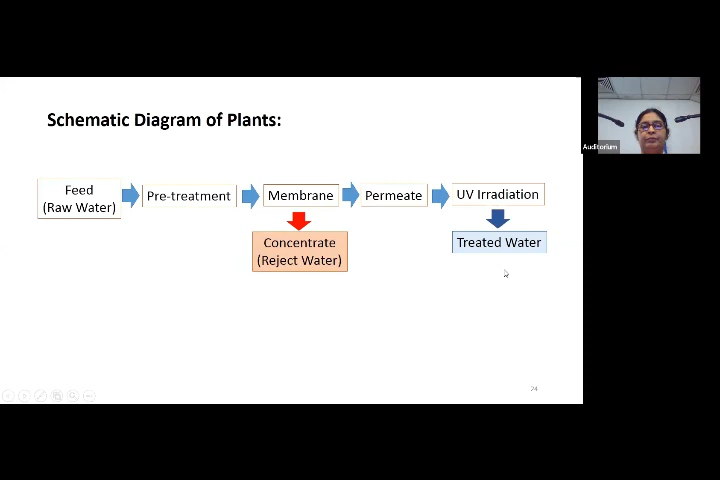 Schematic Diagram of Plants:
Feed
(Raw Water)
Pre-treatment
Membrane
Permeate
UV Irradiation
Concentrate
(Reject Water)
Treated Water
24
Auditorium